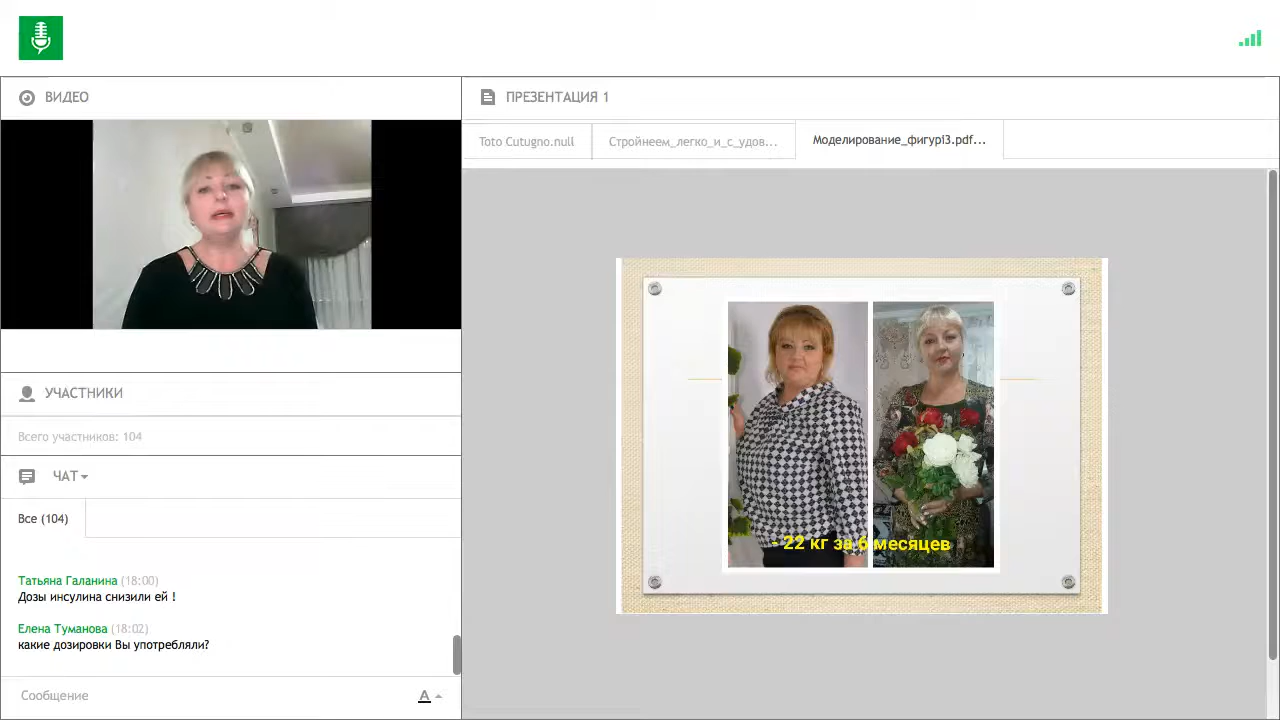 ВИДЕО
ПРЕЗЕНТАЦИЯ 1
Toto Cutugno.null
Стройнеем_легко_и_с_удов...
Моделирование_фигурІ3.pdf...
- 22 кг за 6 месяцев
УЧАСТНИКИ
Всего участников: 104
ЧАТ
Все (104)
Татьяна Галанина (18:00)
Дозы инсулина снизили ей !
Елена Туманова (18:02)
какие дозировки Вы употребляли?
Сообщение
А